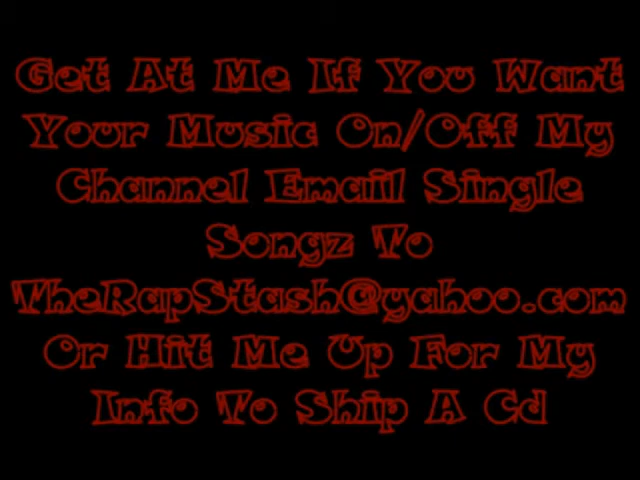 Get At Me If You Want
Your Music On/Off My
Channel Email Single
Songz To
TheRapStash@yahoo.com
Or Hit Me Up For My
Info To Ship A Cd